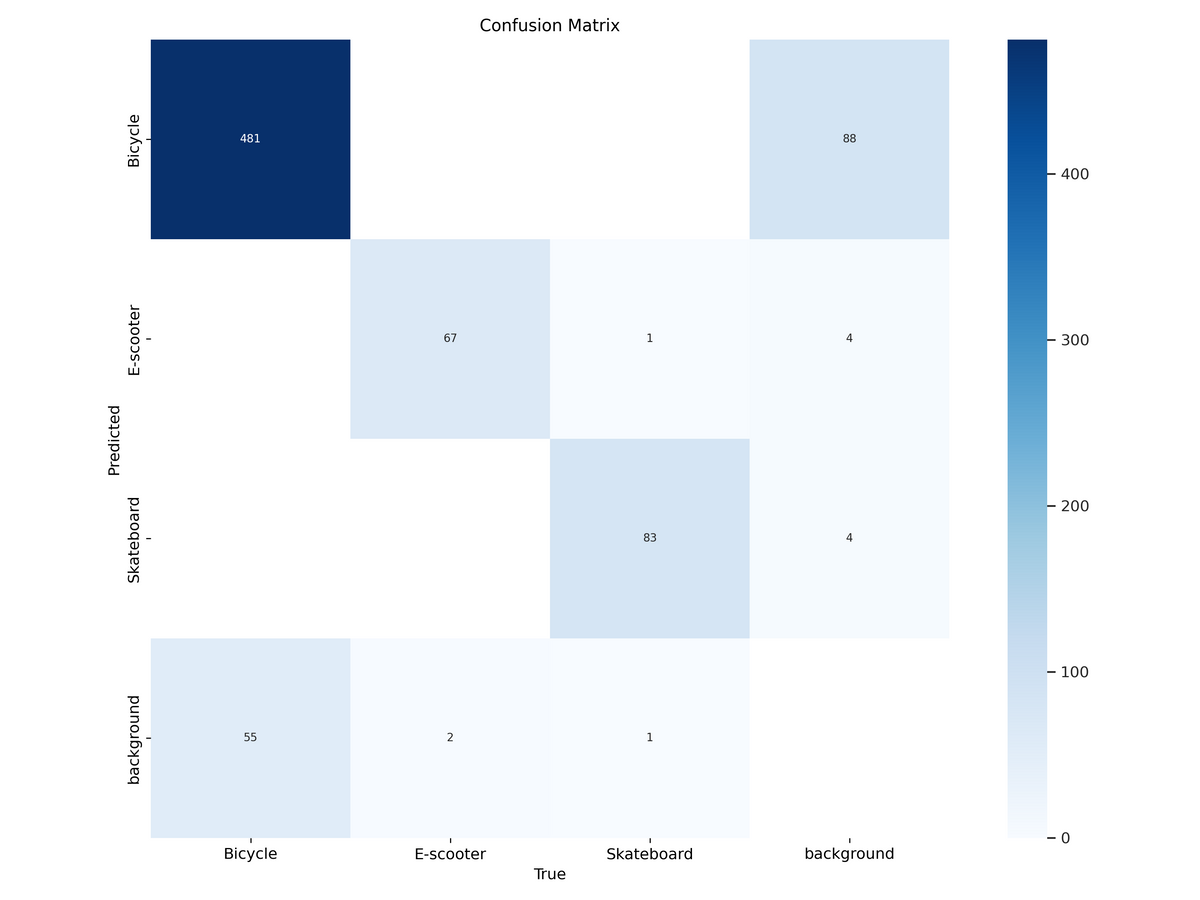 Confusion Matrix
Bicycle
481
88
E-scooter
67
1
4
Predicted
Skateboard
83
4
background
55
2
1
Bicycle
E-scooter
Skateboard
background
True
400
300
200
100
0